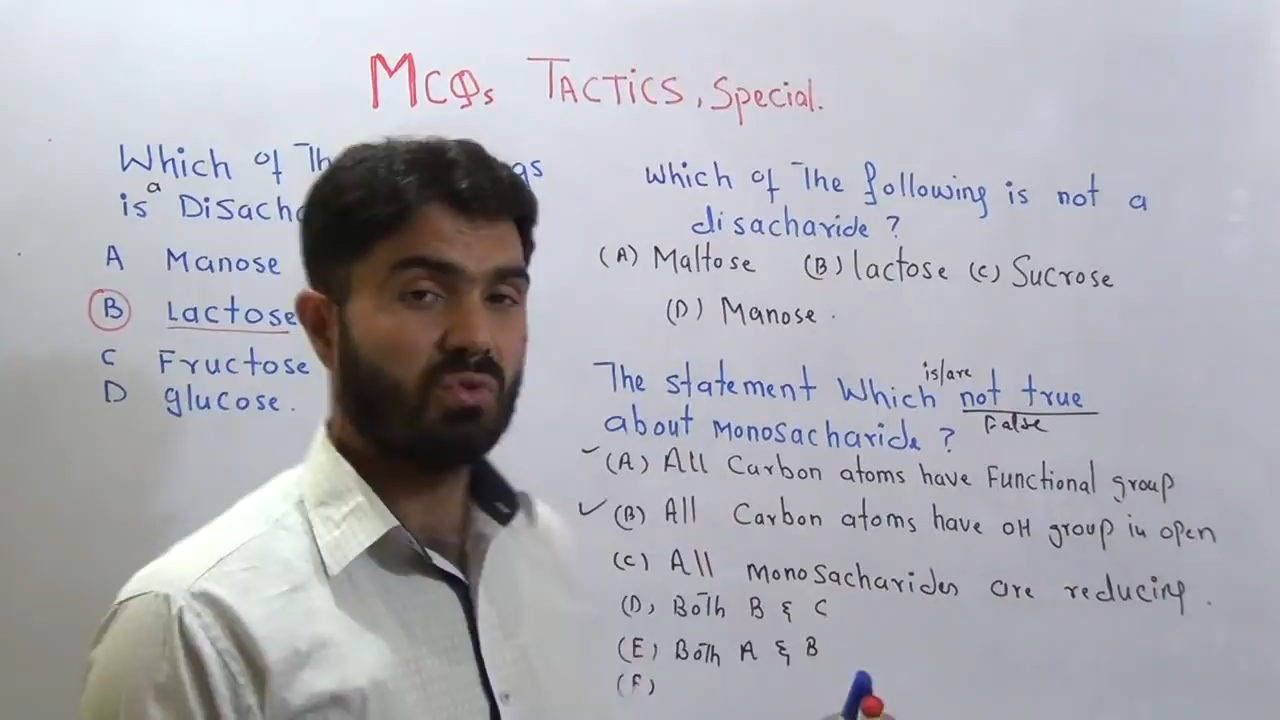 MCQs TACTICS, Special.
Which of Th gs
is a Disacha
A Manose
B Lactose
C Fructose
D glucose.
Which of The following is not a
disacharide ?
(A) Maltose (B) lactose (C) Sucrose
(D) Manose.
The statement Which is/are not true
False
about Monosacharide ?
(A) All Carbon atoms have Functional group
(B) All Carbon atoms have OH group in open
(C) All monosacharides are reducing.
(D) Both B & C
(E) Both A & B
(F)